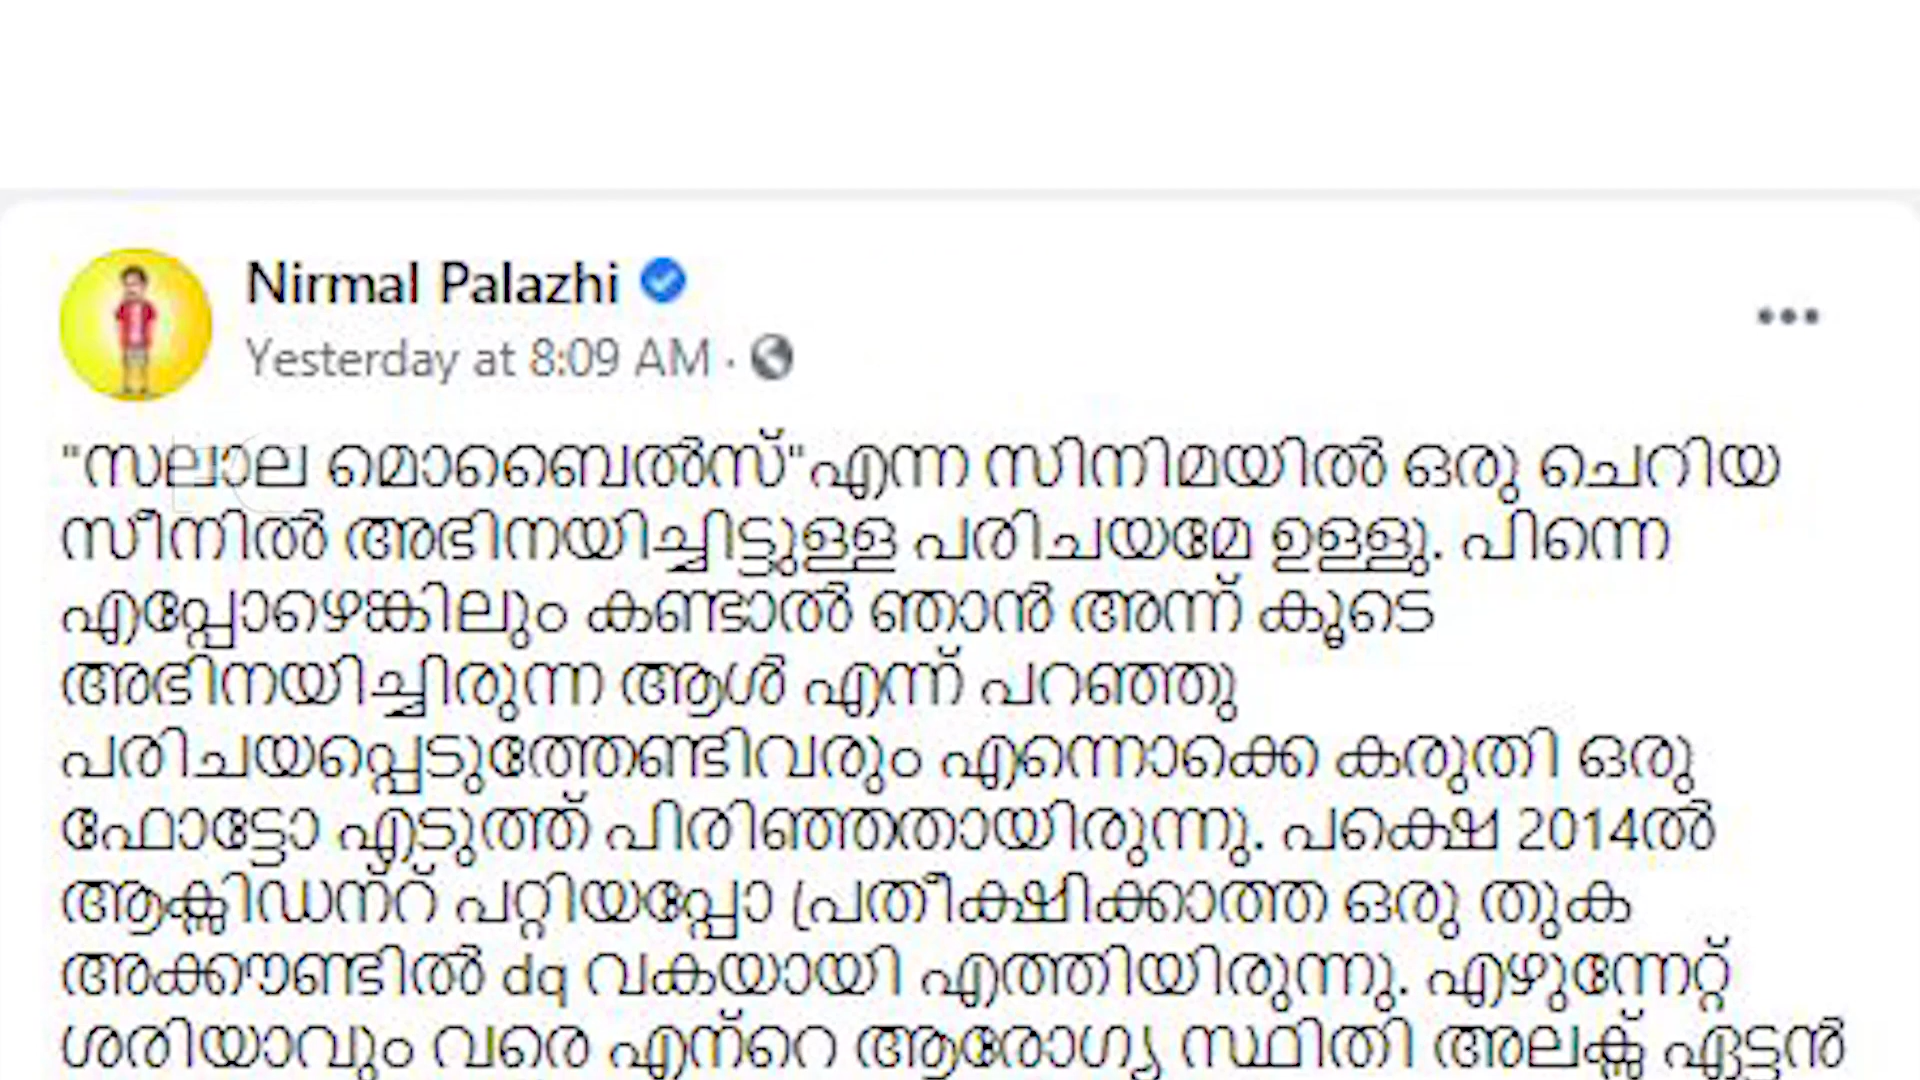 Nirmal Palazhi
Yesterday at 8:09 AM ·
"സലാല മൊബൈൽസ്"എന്ന സിനിമയിൽ ഒരു ചെറിയ
സീനിൽ അഭിനയിച്ചിട്ടുള്ള പരിചയമേ ഉള്ളു. പിന്നെ
എപ്പോഴെങ്കിലും കണ്ടാൽ ഞാൻ അന്ന് കൂടെ
അഭിനയിച്ചിരുന്ന ആൾ എന്ന് പറഞ്ഞു
പരിചയപ്പെടുത്തേണ്ടിവരും എന്നൊക്കെ കരുതി ഒരു
ഫോട്ടോ എടുത്ത് പിരിഞ്ഞതായിരുന്നു. പക്ഷെ 2014ൽ
ആക്സിഡന്റ് പറ്റിയപ്പോ പ്രതീക്ഷിക്കാത്ത ഒരു തുക
അക്കൗണ്ടിൽ dq വകയായി എത്തിയിരുന്നു. എഴുന്നേറ്റ്
ശരിയാവും വരെ എന്റെ ആരോഗ്യ സ്ഥിതി അലക്സ് ഏട്ടൻ